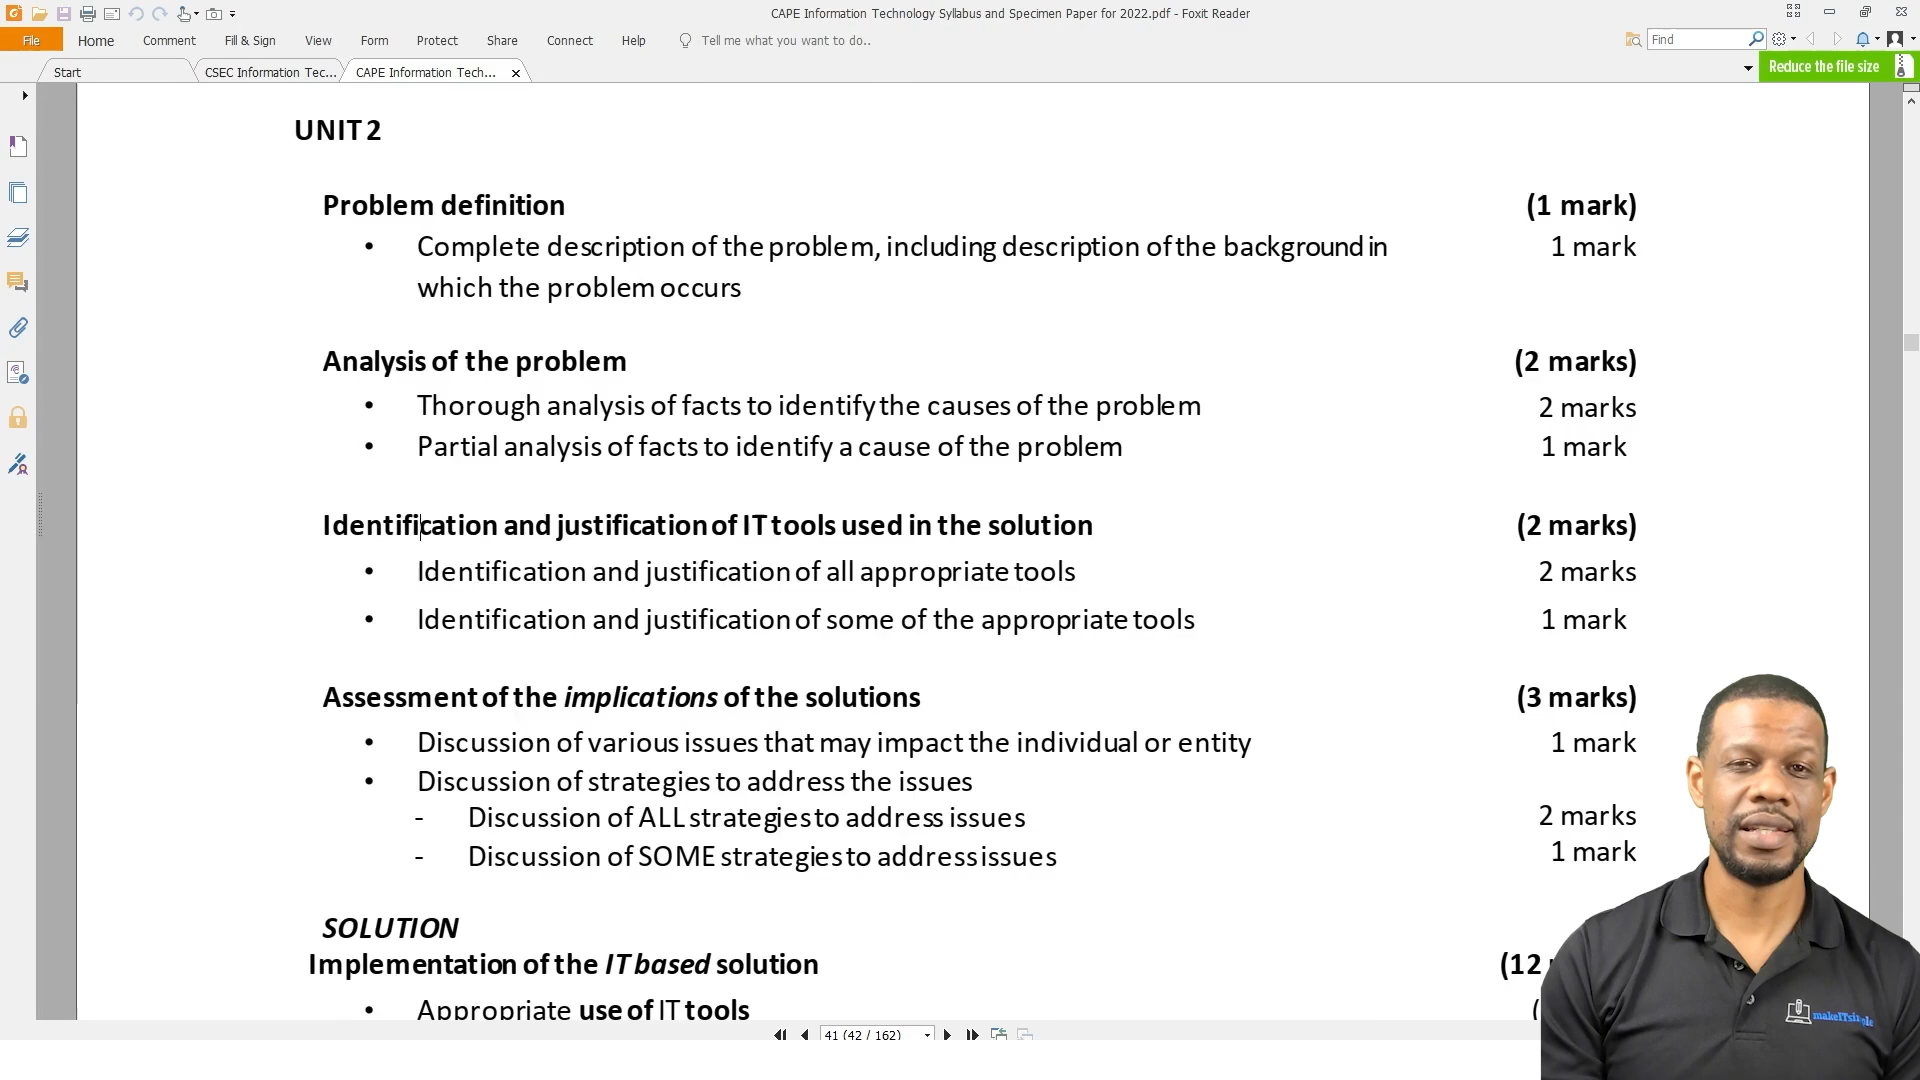 CAPE Information Technology Syllabus and Specimen Paper for 2022.pdf - Foxit Reader
File Home Comment Fill & Sign View Form Protect Share Connect Help Tell me what you want to do.. Find
Start CSEC Information Tec... CAPE Information Tech... Reduce the file size
UNIT 2
Problem definition (1 mark)
• Complete description of the problem, including description of the background in 1 mark
which the problem occurs
Analysis of the problem (2 marks)
• Thorough analysis of facts to identify the causes of the problem 2 marks
• Partial analysis of facts to identify a cause of the problem 1 mark
Identification and justification of IT tools used in the solution (2 marks)
• Identification and justification of all appropriate tools 2 marks
• Identification and justification of some of the appropriate tools 1 mark
Assessment of the implications of the solutions (3 marks)
• Discussion of various issues that may impact the individual or entity 1 mark
• Discussion of strategies to address the issues
- Discussion of ALL strategies to address issues 2 marks
- Discussion of SOME strategies to address issues 1 mark
SOLUTION
Implementation of the IT based solution (12
• Appropriate use of IT tools (
41 (42 / 162)